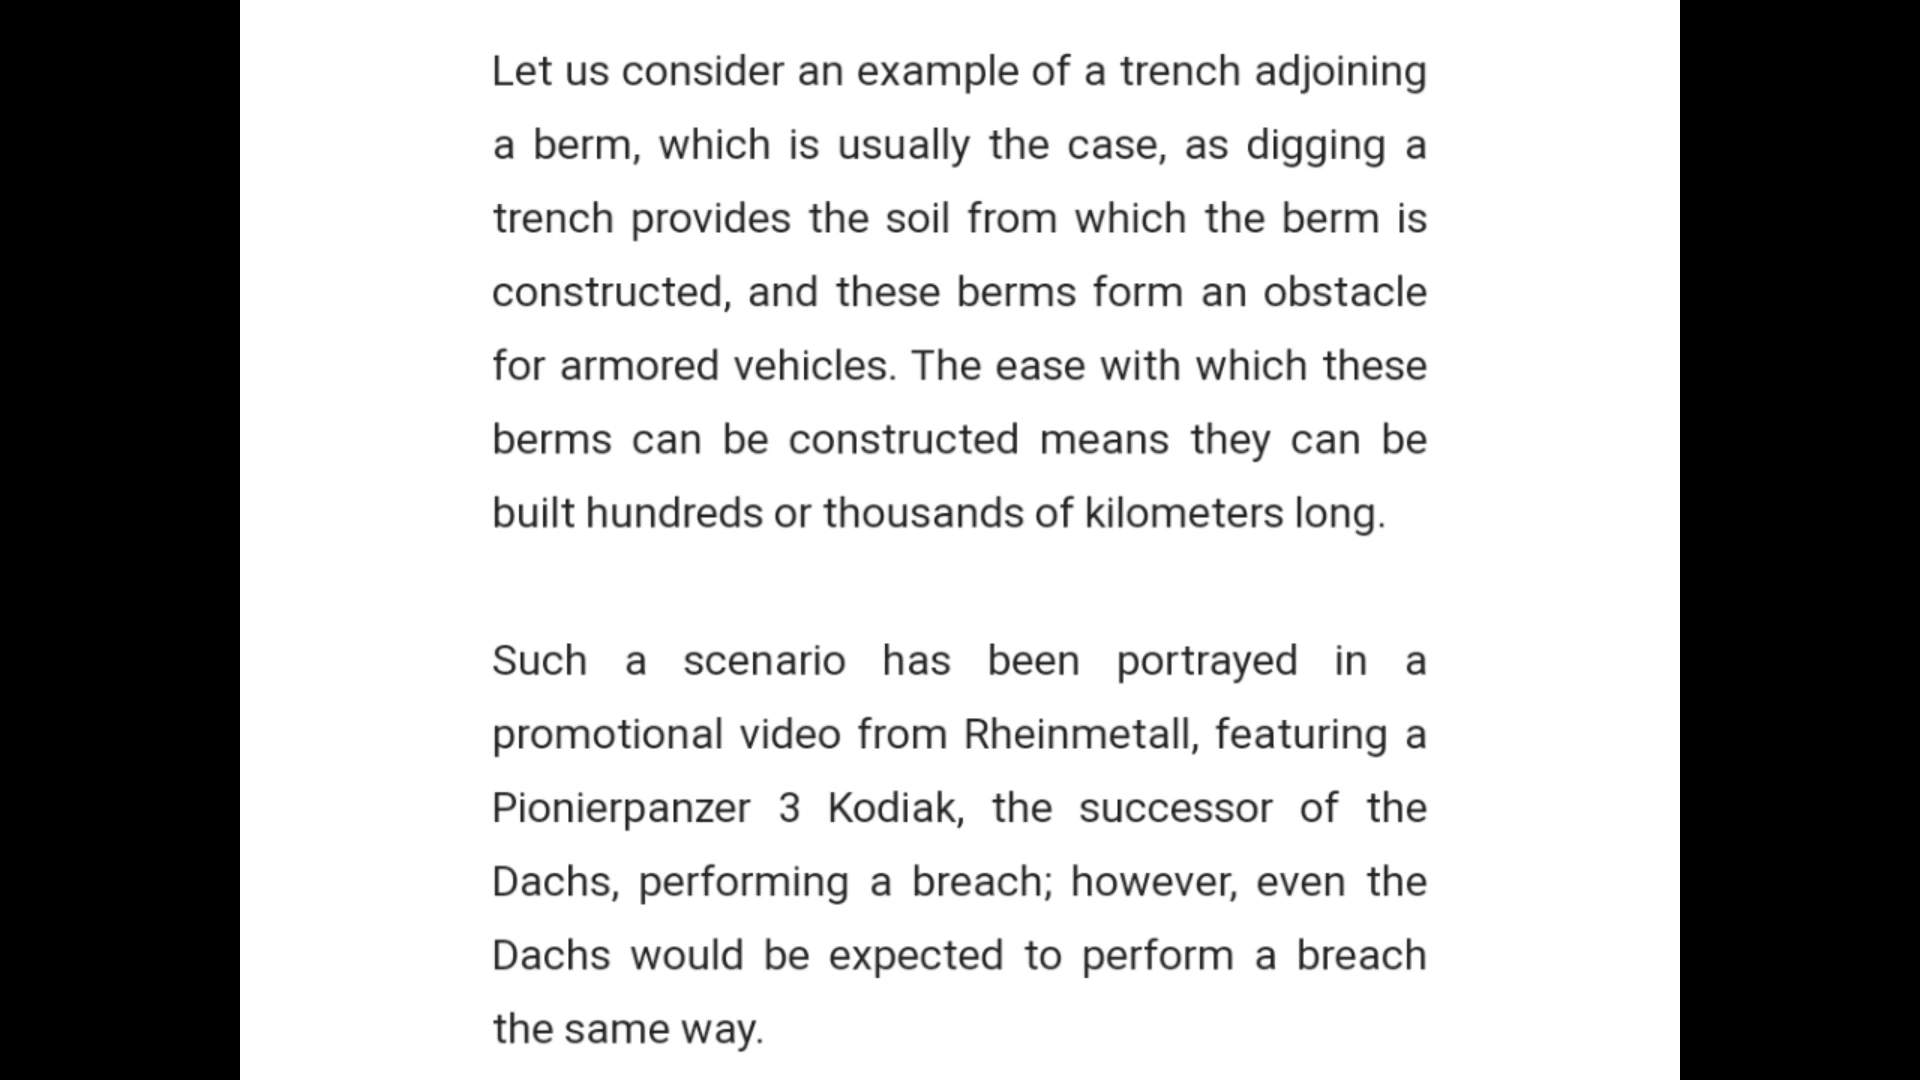 Let us consider an example of a trench adjoining
a berm, which is usually the case, as digging a
trench provides the soil from which the berm is
constructed, and these berms form an obstacle
for armored vehicles. The ease with which these
berms can be constructed means they can be
built hundreds or thousands of kilometers long.
Such a scenario has been portrayed in a
promotional video from Rheinmetall, featuring a
Pionierpanzer 3 Kodiak, the successor of the
Dachs, performing a breach; however, even the
Dachs would be expected to perform a breach
the same way.